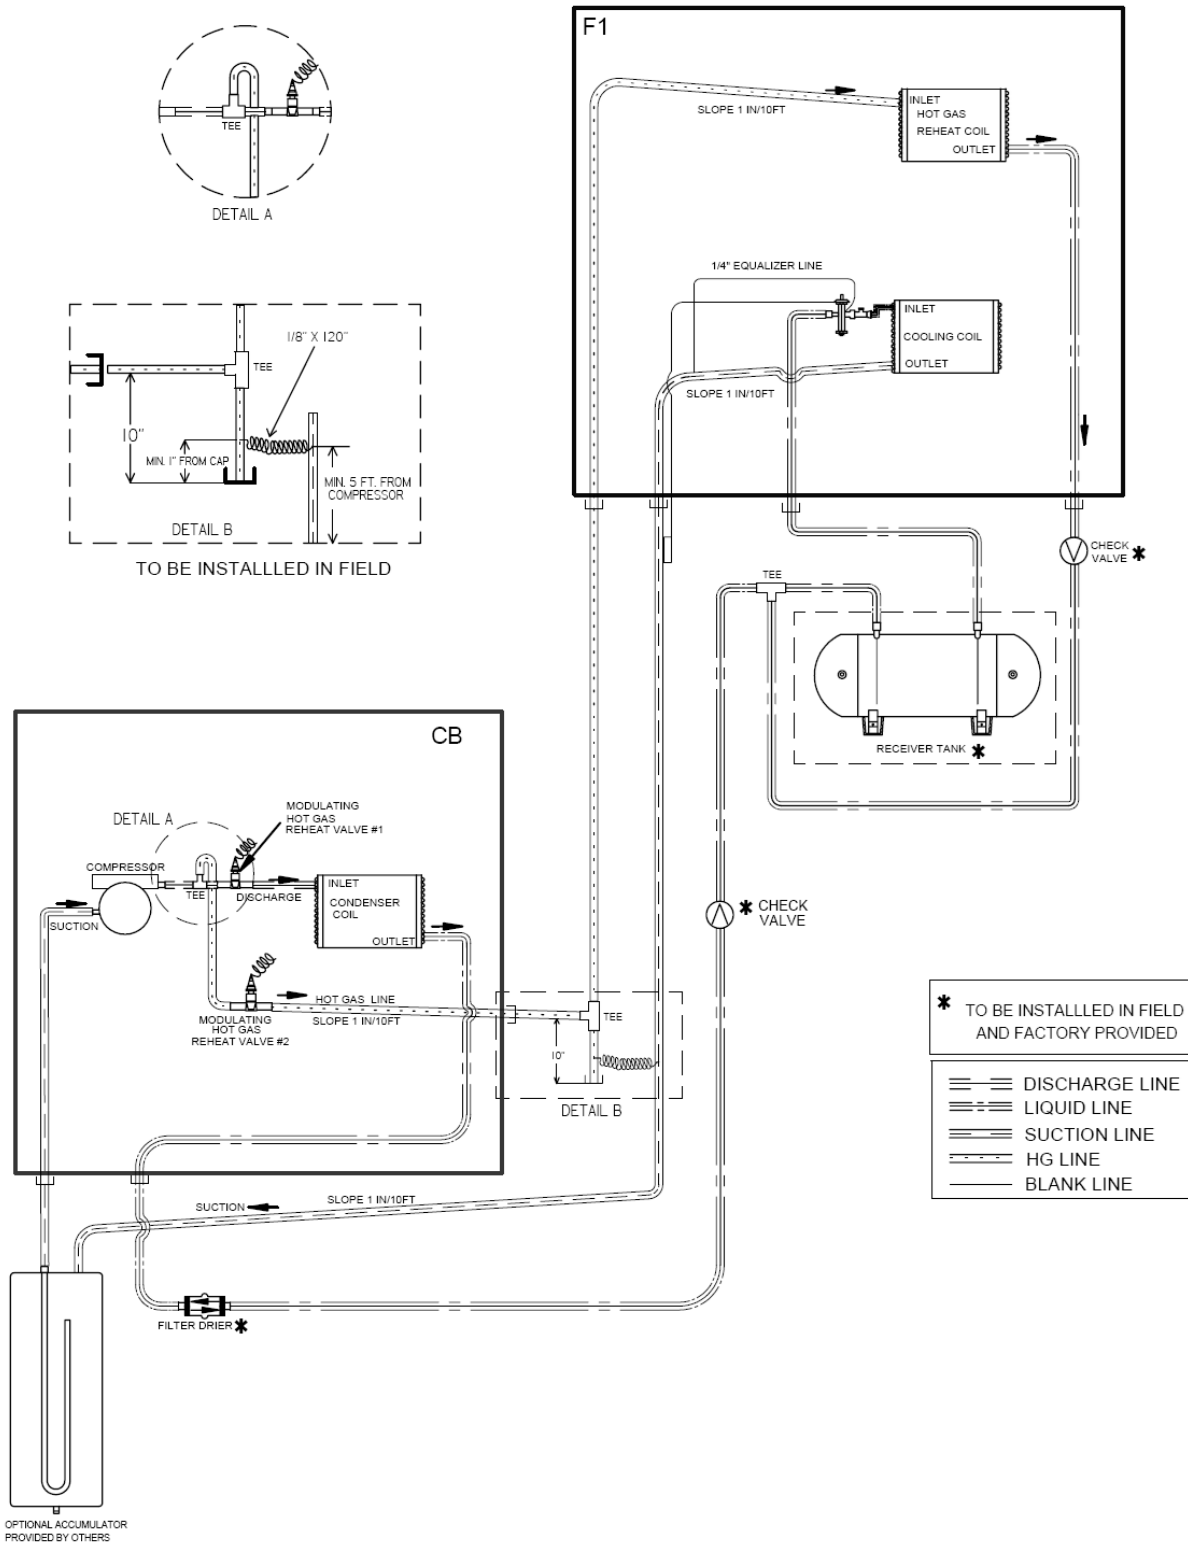 TEE
DETAIL A
1/8" X 120"
TEE
10"
MIN. 1" FROM CAP
MIN. 5 FT. FROM
COMPRESSOR
DETAIL B
TO BE INSTALLLED IN FIELD
F1
SLOPE 1 IN/10FT
INLET
HOT GAS
REHEAT COIL
OUTLET
1/4" EQUALIZER LINE
INLET
COOLING COIL
OUTLET
SLOPE 1 IN/10FT
CHECK
VALVE *
TEE
RECEIVER TANK *
CB
MODULATING
HOT GAS
REHEAT VALVE #1
DETAIL A
COMPRESSOR
TEE
DISCHARGE
SUCTION
INLET
CONDENSER
COIL
OUTLET
HOT GAS LINE
SLOPE 1 IN/10FT
MODULATING
HOT GAS
REHEAT VALVE #2
TEE
10"
DETAIL B
* CHECK
VALVE
* TO BE INSTALLLED IN FIELD
AND FACTORY PROVIDED
DISCHARGE LINE
LIQUID LINE
SUCTION LINE
HG LINE
BLANK LINE
SUCTION
SLOPE 1 IN/10FT
FILTER DRIER *
OPTIONAL ACCUMULATOR
PROVIDED BY OTHERS